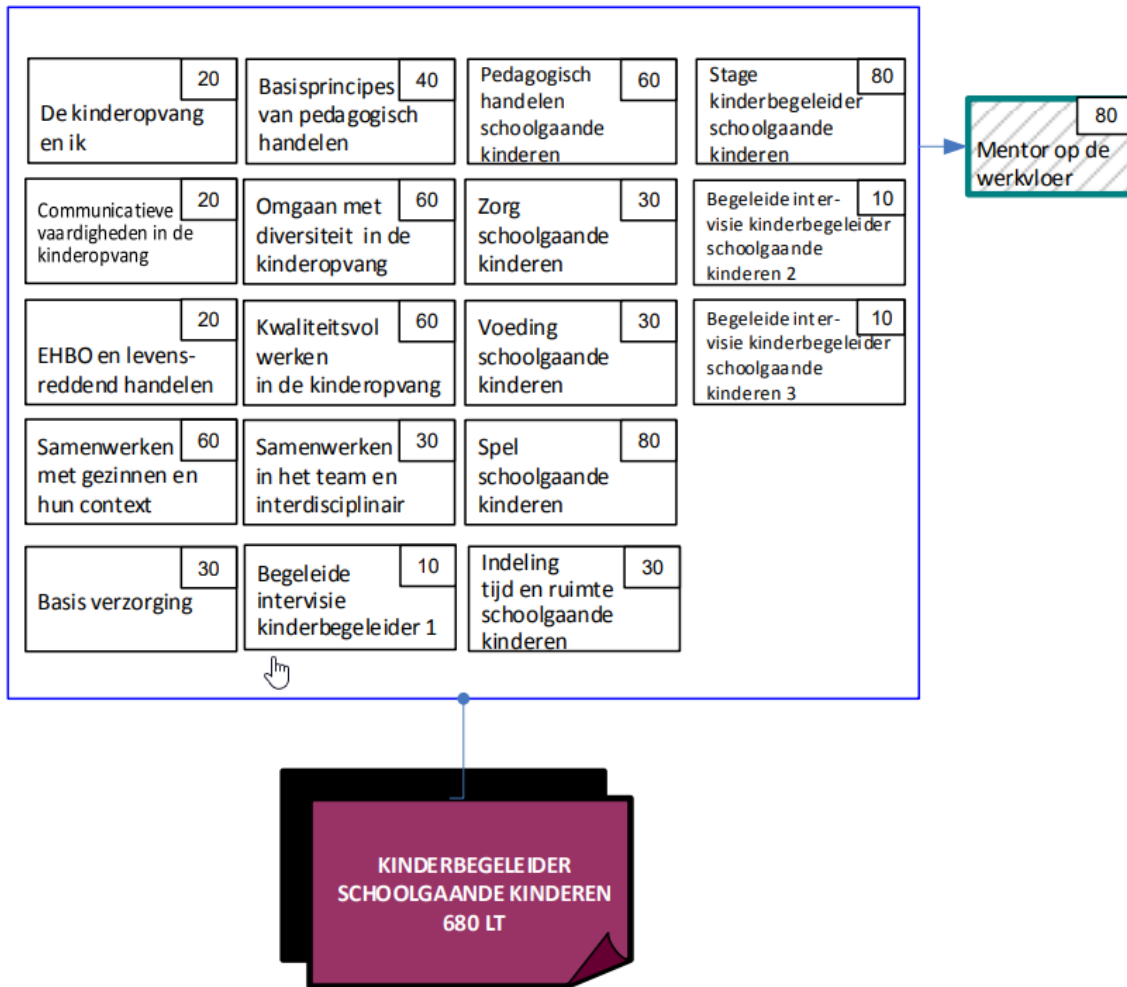 20
De kinderopvang
en ik
40
Basisprincipes
van pedagogisch
handelen
60
Pedagogisch
handelen
schoolgaande
kinderen
80
Stage
kinderbegeleider
schoolgaande
kinderen
80
Mentor op de
werkvloer
20
Communicatieve
vaardigheden in de
kinderopvang
60
Omgaan met
diversiteit in de
kinderopvang
30
Zorg
schoolgaande
kinderen
10
Begeleide inter-
visie kinderbegeleider
schoolgaande
kinderen 2
20
EHBO en levens-
reddend handelen
60
Kwaliteitsvol
werken
in de kinderopvang
30
Voeding
schoolgaande
kinderen
10
Begeleide inter-
visie kinderbegeleider
schoolgaande
kinderen 3
60
Samenwerken
met gezinnen en
hun context
30
Samenwerken
in het team en
interdisciplinair
80
Spel
schoolgaande
kinderen
30
Basis verzorging
10
Begeleide
intervisie
kinderbegeleider 1
30
Indeling
tijd en ruimte
schoolgaande
kinderen
KINDERBEGELEIDER
SCHOOLGAANDE KINDEREN
680 LT